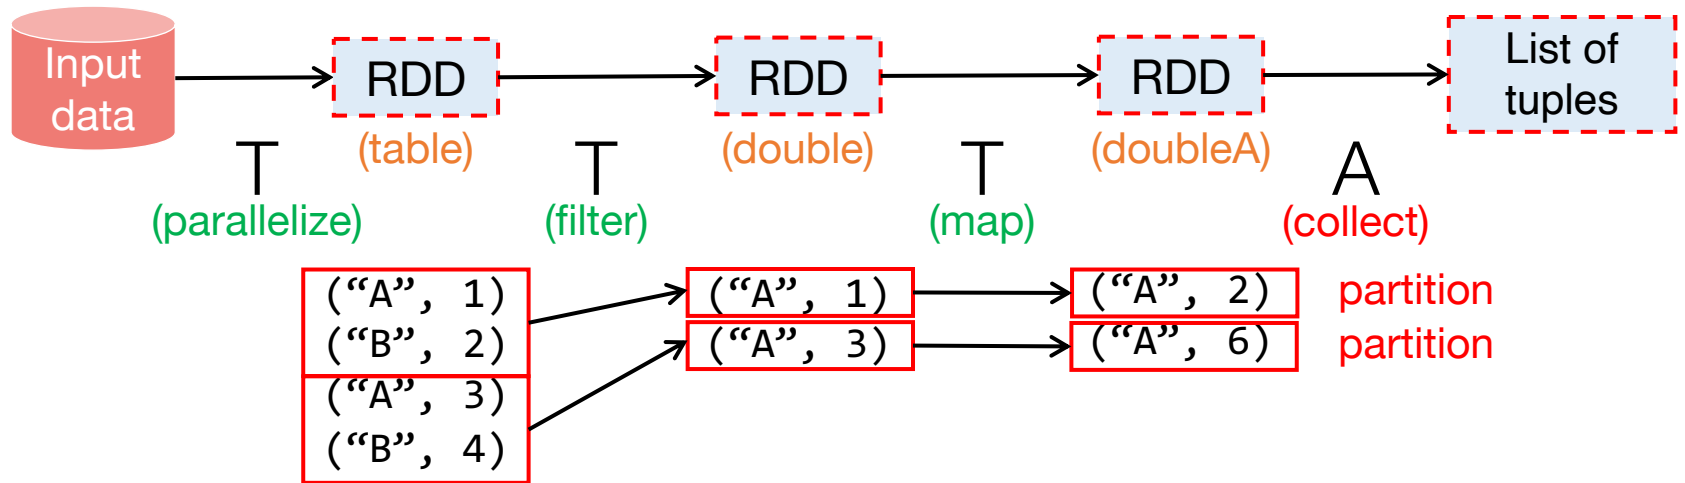 Input
data
RDD
RDD
RDD
List of
tuples
(table)
(double)
(doubleA)
T
T
T
A
(parallelize)
(filter)
(map)
(collect)
(“A”, 1)
(“B”, 2)
(“A”, 3)
(“B”, 4)
(“A”, 1)
(“A”, 3)
(“A”, 2)
(“A”, 6)
partition
partition